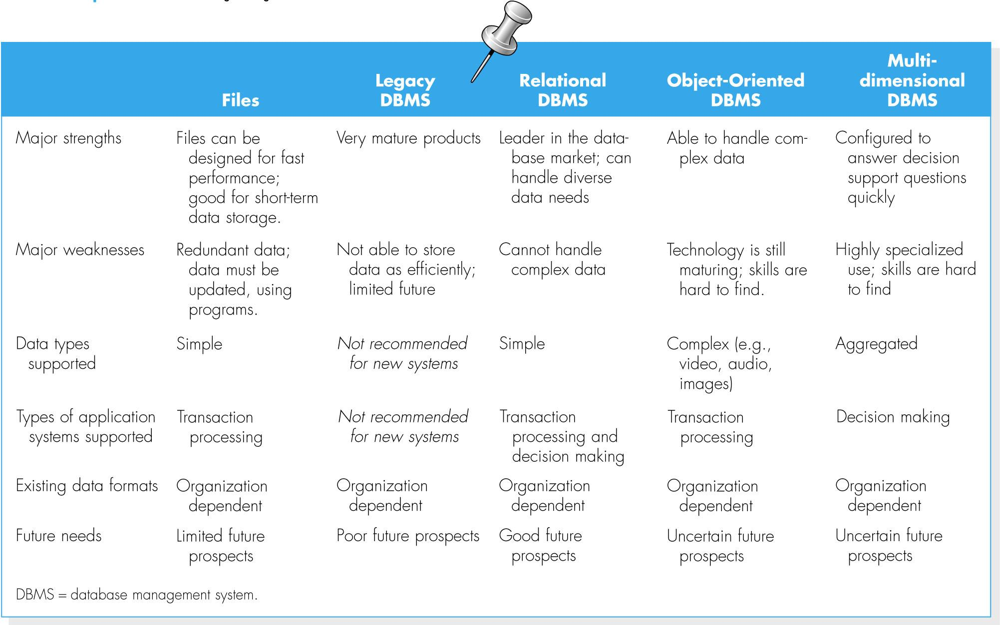 Files
Legacy
DBMS
Relational
DBMS
Object-Oriented
DBMS
Multi-
dimensional
DBMS
Major strengths
Files can be
designed for fast
performance;
good for short-term
data storage.
Very mature products
Leader in the data-
base market; can
handle diverse
data needs
Able to handle com-
plex data
Configured to
answer decision
support questions
quickly
Major weaknesses
Redundant data;
data must be
updated, using
programs.
Not able to store
data as efficiently;
limited future
Cannot handle
complex data
Technology is still
maturing; skills are
hard to find.
Highly specialized
use; skills are hard
to find
Data types
supported
Simple
Not recommended
for new systems
Simple
Complex (e.g.,
video, audio,
images)
Aggregated
Types of application
systems supported
Transaction
processing
Not recommended
for new systems
Transaction
processing and
decision making
Transaction
processing
Decision making
Existing data formats
Organization
dependent
Organization
dependent
Organization
dependent
Organization
dependent
Organization
dependent
Future needs
Limited future
prospects
Poor future prospects
Good future
prospects
Uncertain future
prospects
Uncertain future
prospects
DBMS = database management system.